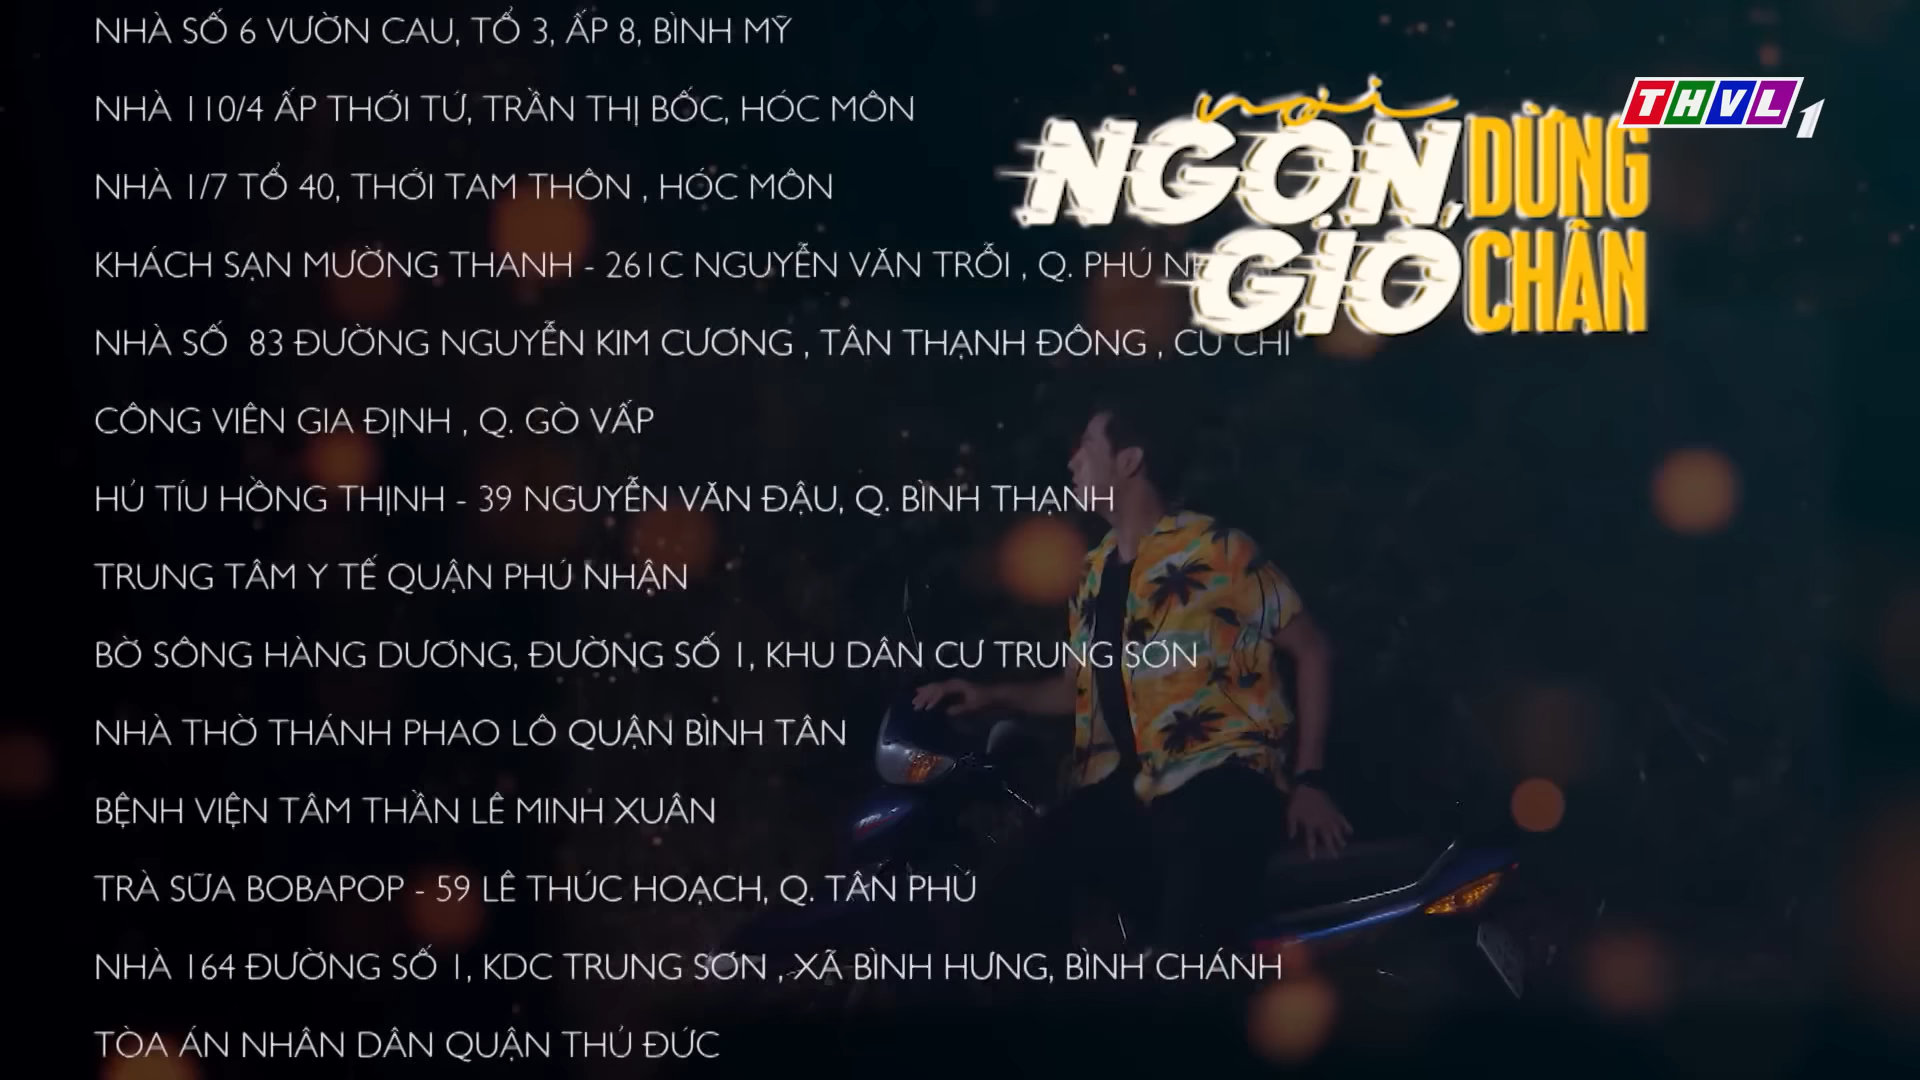 NHÀ SỐ 6 VƯỜN CAU, TỔ 3, ẤP 8, BÌNH MỸ
NHÀ 110/4 ẤP THỚI TỨ, TRẦN THỊ BỐC, HÓC MÔN
NHÀ 1/7 TỔ 40, THỚI TAM THÔN , HÓC MÔN
KHÁCH SẠN MƯỜNG THANH - 261C NGUYỄN VĂN TRỖI , Q. PHÚ
NHÀ SỐ 83 ĐƯỜNG NGUYỄN KIM CƯƠNG , TÂN THẠNH ĐÔNG , CỦ CHI
CÔNG VIÊN GIA ĐỊNH , Q. GÒ VẤP
HỦ TÍU HỒNG THỊNH - 39 NGUYỄN VĂN ĐẬU, Q. BÌNH THẠNH
TRUNG TÂM Y TẾ QUẬN PHÚ NHẬN
BỜ SÔNG HÀNG DƯƠNG, ĐƯỜNG SỐ 1, KHU DÂN CƯ TRUNG SƠN
NHÀ THỜ THÁNH PHAO LÔ QUẬN BÌNH TÂN
BỆNH VIỆN TÂM THẦN LÊ MINH XUÂN
TRÀ SỮA BOBAPOP - 59 LÊ THÚC HOẠCH, Q. TÂN PHÚ
NHÀ 164 ĐƯỜNG SỐ 1, KDC TRUNG SƠN , XÃ BÌNH HƯNG, BÌNH CHÁNH
TÒA ÁN NHÂN DÂN QUẬN THỦ ĐỨC
nơi
NGỌN DỪNG
GIÓ CHÂN
THVL 1